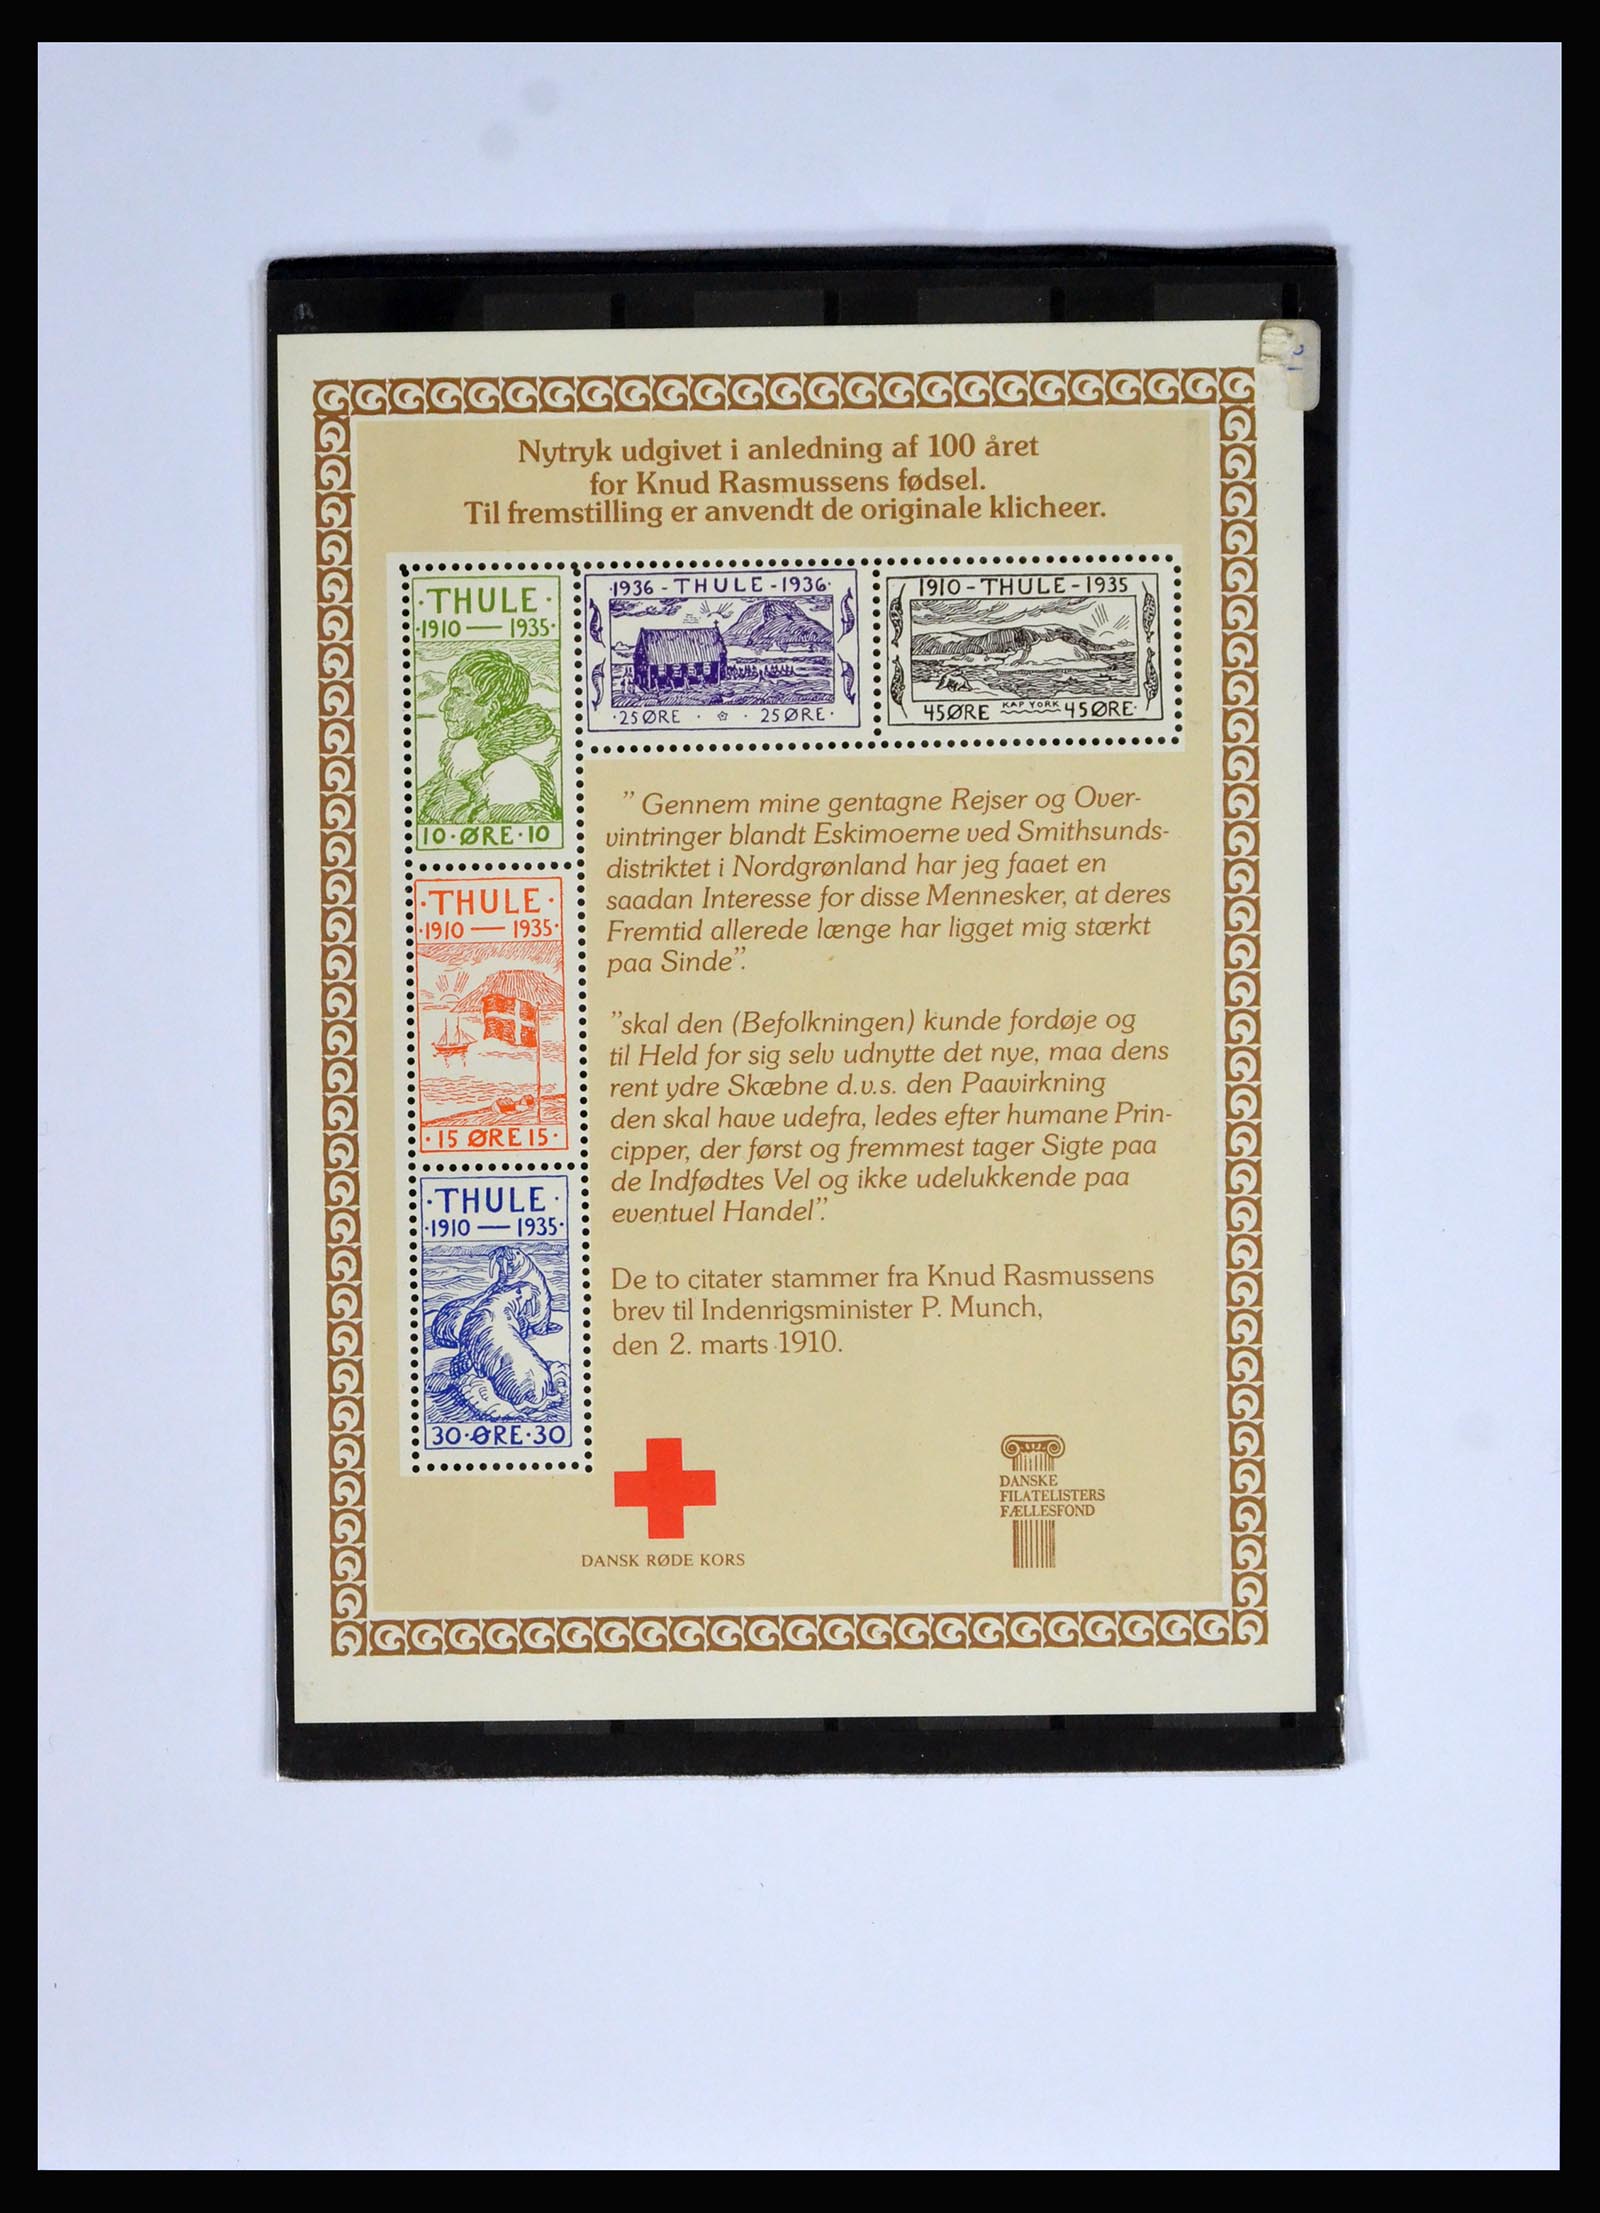 Nytryk udgivet i anledning af 100 året
for Knud Rasmussens fødsel.
Til fremstilling er anvendt de originale klicheer.
·THULE·
·1910 — 1935·
10·ØRE·10
·1936 - THULE - 1936·
·25ØRE · · 25ØRE·
1910 - THULE - 1935
KAP YORK
45ØRE 45ØRE·
·THULE·
·1910 — 1935·
·15 ØRE 15·
·THULE·
·1910 — 1935·
30·ØRE·30
” Gennem mine gentagne Rejser og Over-
vintringer blandt Eskimoerne ved Smithsunds-
distriktet i Nordgrønland har jeg faaet en
saadan Interesse for disse Mennesker, at deres
Fremtid allerede længe har ligget mig stærkt
paa Sinde”.
”skal den (Befolkningen) kunde fordøje og
til Held for sig selv udnytte det nye, maa dens
rent ydre Skæbne d.v.s. den Paavirkning
den skal have udefra, ledes efter humane Prin-
cipper, der først og fremmest tager Sigte paa
de Indfødtes Vel og ikke udelukkende paa
eventuel Handel”.
De to citater stammer fra Knud Rasmussens
brev til Indenrigsminister P. Munch,
den 2. marts 1910.
DANSK RØDE KORS
DANSKE
FILATELISTERS
FÆLLESFOND